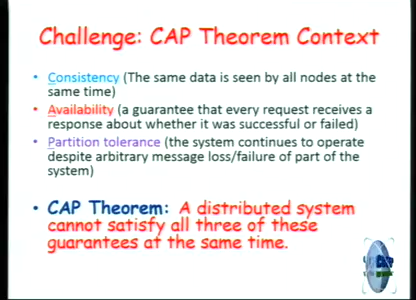 Challenge: CAP Theorem Context
• Consistency (The same data is seen by all nodes at the
same time)
• Availability (a guarantee that every request receives a
response about whether it was successful or failed)
• Partition tolerance (the system continues to operate
despite arbitrary message loss/failure of part of the
system)
• CAP Theorem: A distributed system
cannot satisfy all three of these
guarantees at the same time.